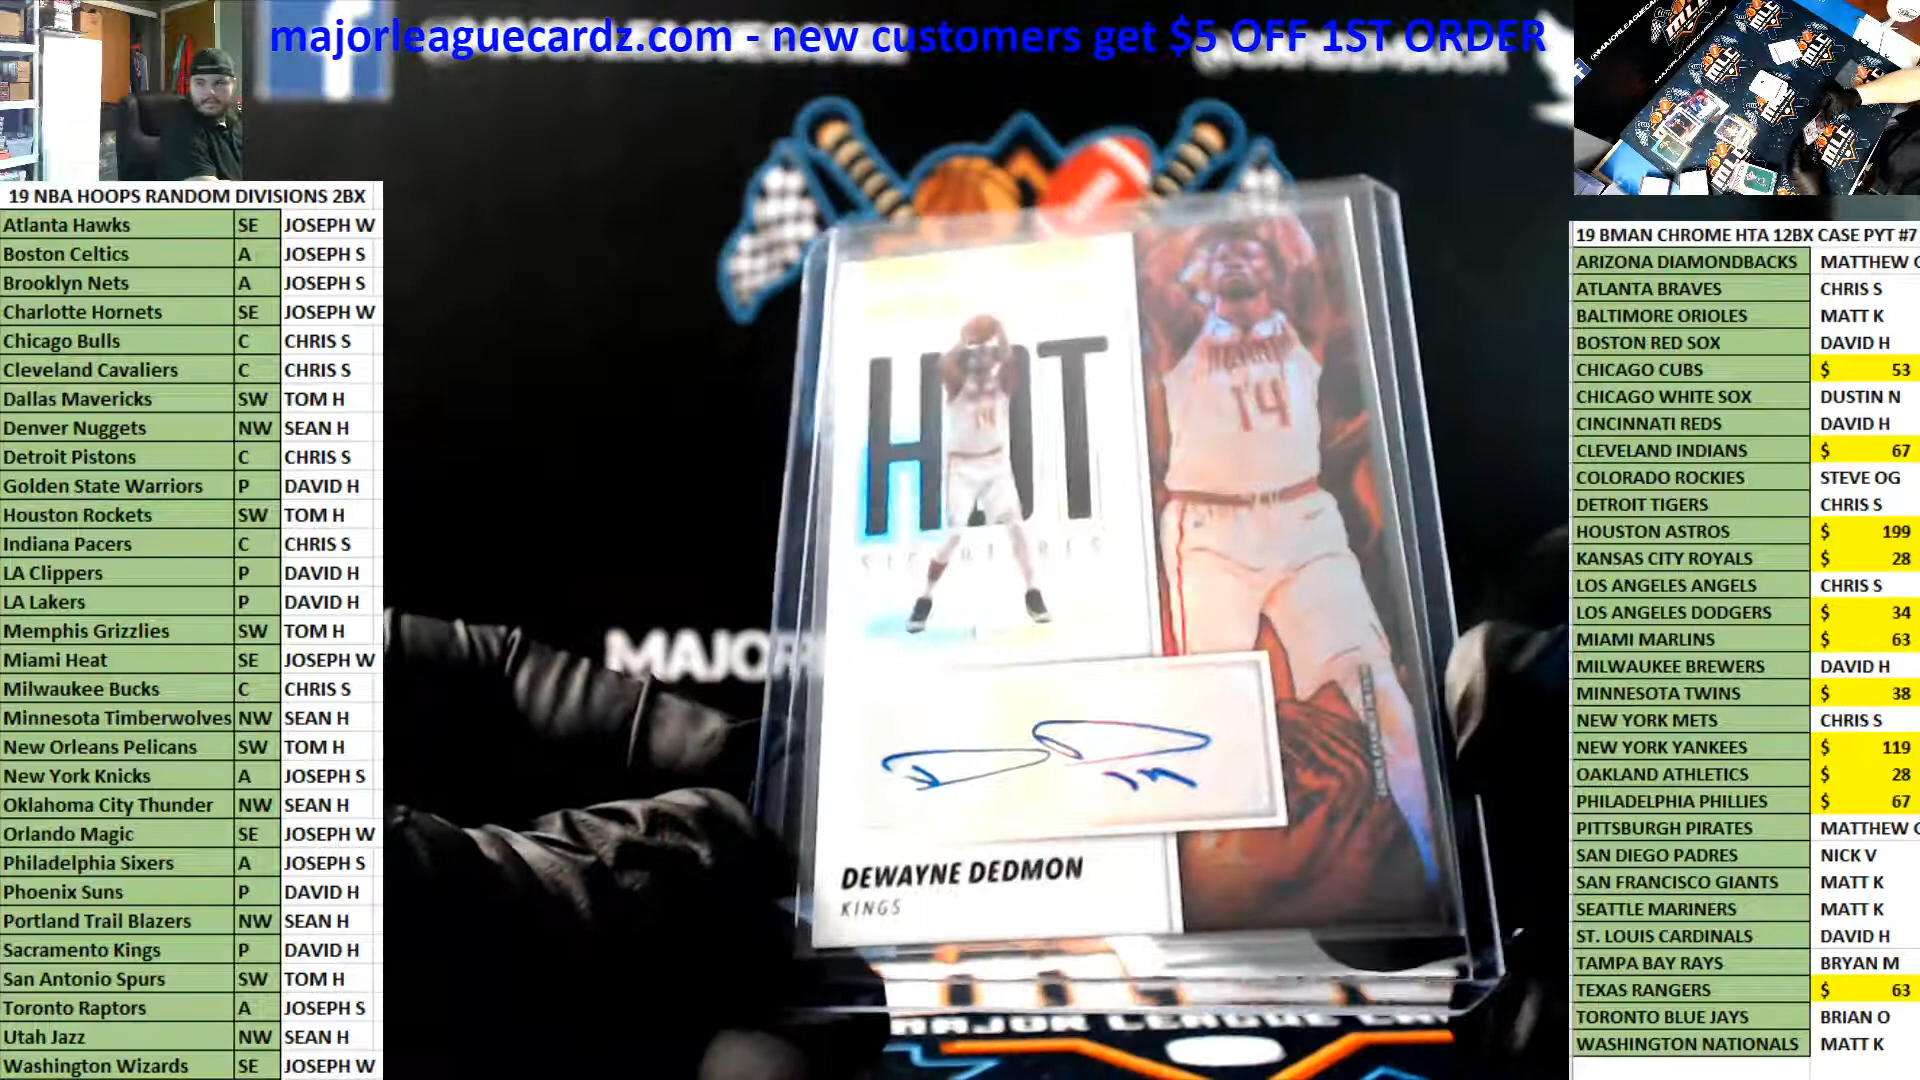 majorleaguecardz.com - new customers get $5 OFF 1ST ORDER
19 NBA HOOPS RANDOM DIVISIONS 2BX
Atlanta Hawks SE JOSEPH W
Boston Celtics A JOSEPH S
Brooklyn Nets A JOSEPH S
Charlotte Hornets SE JOSEPH W
Chicago Bulls C CHRIS S
Cleveland Cavaliers C CHRIS S
Dallas Mavericks SW TOM H
Denver Nuggets NW SEAN H
Detroit Pistons C CHRIS S
Golden State Warriors P DAVID H
Houston Rockets SW TOM H
Indiana Pacers C CHRIS S
LA Clippers P DAVID H
LA Lakers P DAVID H
Memphis Grizzlies SW TOM H
Miami Heat SE JOSEPH W
Milwaukee Bucks C CHRIS S
Minnesota Timberwolves NW SEAN H
New Orleans Pelicans SW TOM H
New York Knicks A JOSEPH S
Oklahoma City Thunder NW SEAN H
Orlando Magic SE JOSEPH W
Philadelphia Sixers A JOSEPH S
Phoenix Suns P DAVID H
Portland Trail Blazers NW SEAN H
Sacramento Kings P DAVID H
San Antonio Spurs SW TOM H
Toronto Raptors A JOSEPH S
Utah Jazz NW SEAN H
Washington Wizards SE JOSEPH W
HOT
SIGNATURES
14
14
DEWAYNE DEDMON
KINGS
MAJOR
MAJOR LEAGUE CA
19 BMAN CHROME HTA 12BX CASE PYT #7
ARIZONA DIAMONDBACKS MATTHEW
ATLANTA BRAVES CHRIS S
BALTIMORE ORIOLES MATT K
BOSTON RED SOX DAVID H
CHICAGO CUBS $ 53
CHICAGO WHITE SOX DUSTIN N
CINCINNATI REDS DAVID H
CLEVELAND INDIANS $ 67
COLORADO ROCKIES STEVE OG
DETROIT TIGERS CHRIS S
HOUSTON ASTROS $ 199
KANSAS CITY ROYALS $ 28
LOS ANGELES ANGELS CHRIS S
LOS ANGELES DODGERS $ 34
MIAMI MARLINS $ 63
MILWAUKEE BREWERS DAVID H
MINNESOTA TWINS $ 38
NEW YORK METS CHRIS S
NEW YORK YANKEES $ 119
OAKLAND ATHLETICS $ 28
PHILADELPHIA PHILLIES $ 67
PITTSBURGH PIRATES MATTHEW
SAN DIEGO PADRES NICK V
SAN FRANCISCO GIANTS MATT K
SEATTLE MARINERS MATT K
ST. LOUIS CARDINALS DAVID H
TAMPA BAY RAYS BRYAN M
TEXAS RANGERS $ 63
TORONTO BLUE JAYS BRIAN O
WASHINGTON NATIONALS MATT K